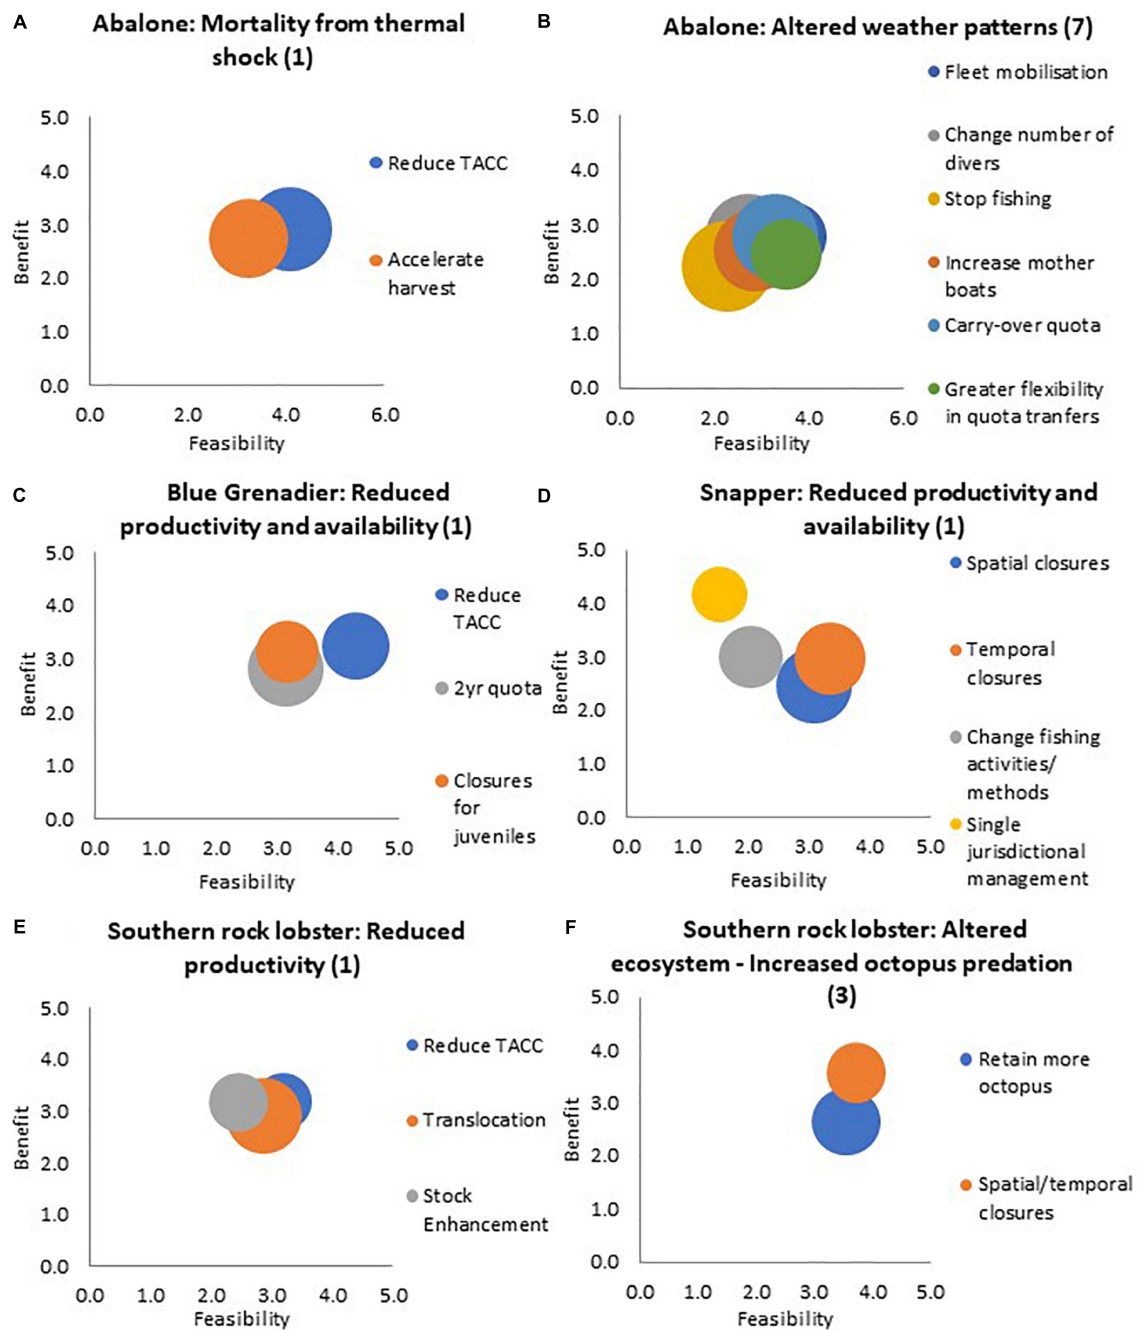 A
Abalone: Mortality from thermal
shock (1)
5.0
4.0
3.0
2.0
1.0
0.0
Benefit
0.0 2.0 4.0 6.0
Feasibility
Reduce TACC
Accelerate
harvest
B
Abalone: Altered weather patterns (7)
5.0
4.0
3.0
2.0
1.0
0.0
Benefit
0.0 2.0 4.0 6.0
Feasibility
Fleet mobilisation
Change number of
divers
Stop fishing
Increase mother
boats
Carry-over quota
Greater flexibility
in quota tranfers
C
Blue Grenadier: Reduced
productivity and availability (1)
5.0
4.0
3.0
2.0
1.0
0.0
Benefit
0.0 1.0 2.0 3.0 4.0 5.0
Feasibility
Reduce
TACC
2yr quota
Closures
for
juveniles
D
Snapper: Reduced productivity and
availability (1)
5.0
4.0
3.0
2.0
1.0
0.0
Benefit
0.0 1.0 2.0 3.0 4.0 5.0
Feasibility
Spatial closures
Temporal
closures
Change fishing
activities/
methods
Single
jurisdictional
management
E
Southern rock lobster: Reduced
productivity (1)
5.0
4.0
3.0
2.0
1.0
0.0
Benefit
0.0 1.0 2.0 3.0 4.0 5.0
Feasibility
Reduce TACC
Translocation
Stock
Enhancement
F
Southern rock lobster: Altered
ecosystem - Increased octopus predation
(3)
5.0
4.0
3.0
2.0
1.0
0.0
Benefit
0.0 1.0 2.0 3.0 4.0 5.0
Feasibility
Retain more
octopus
Spatial/temporal
closures